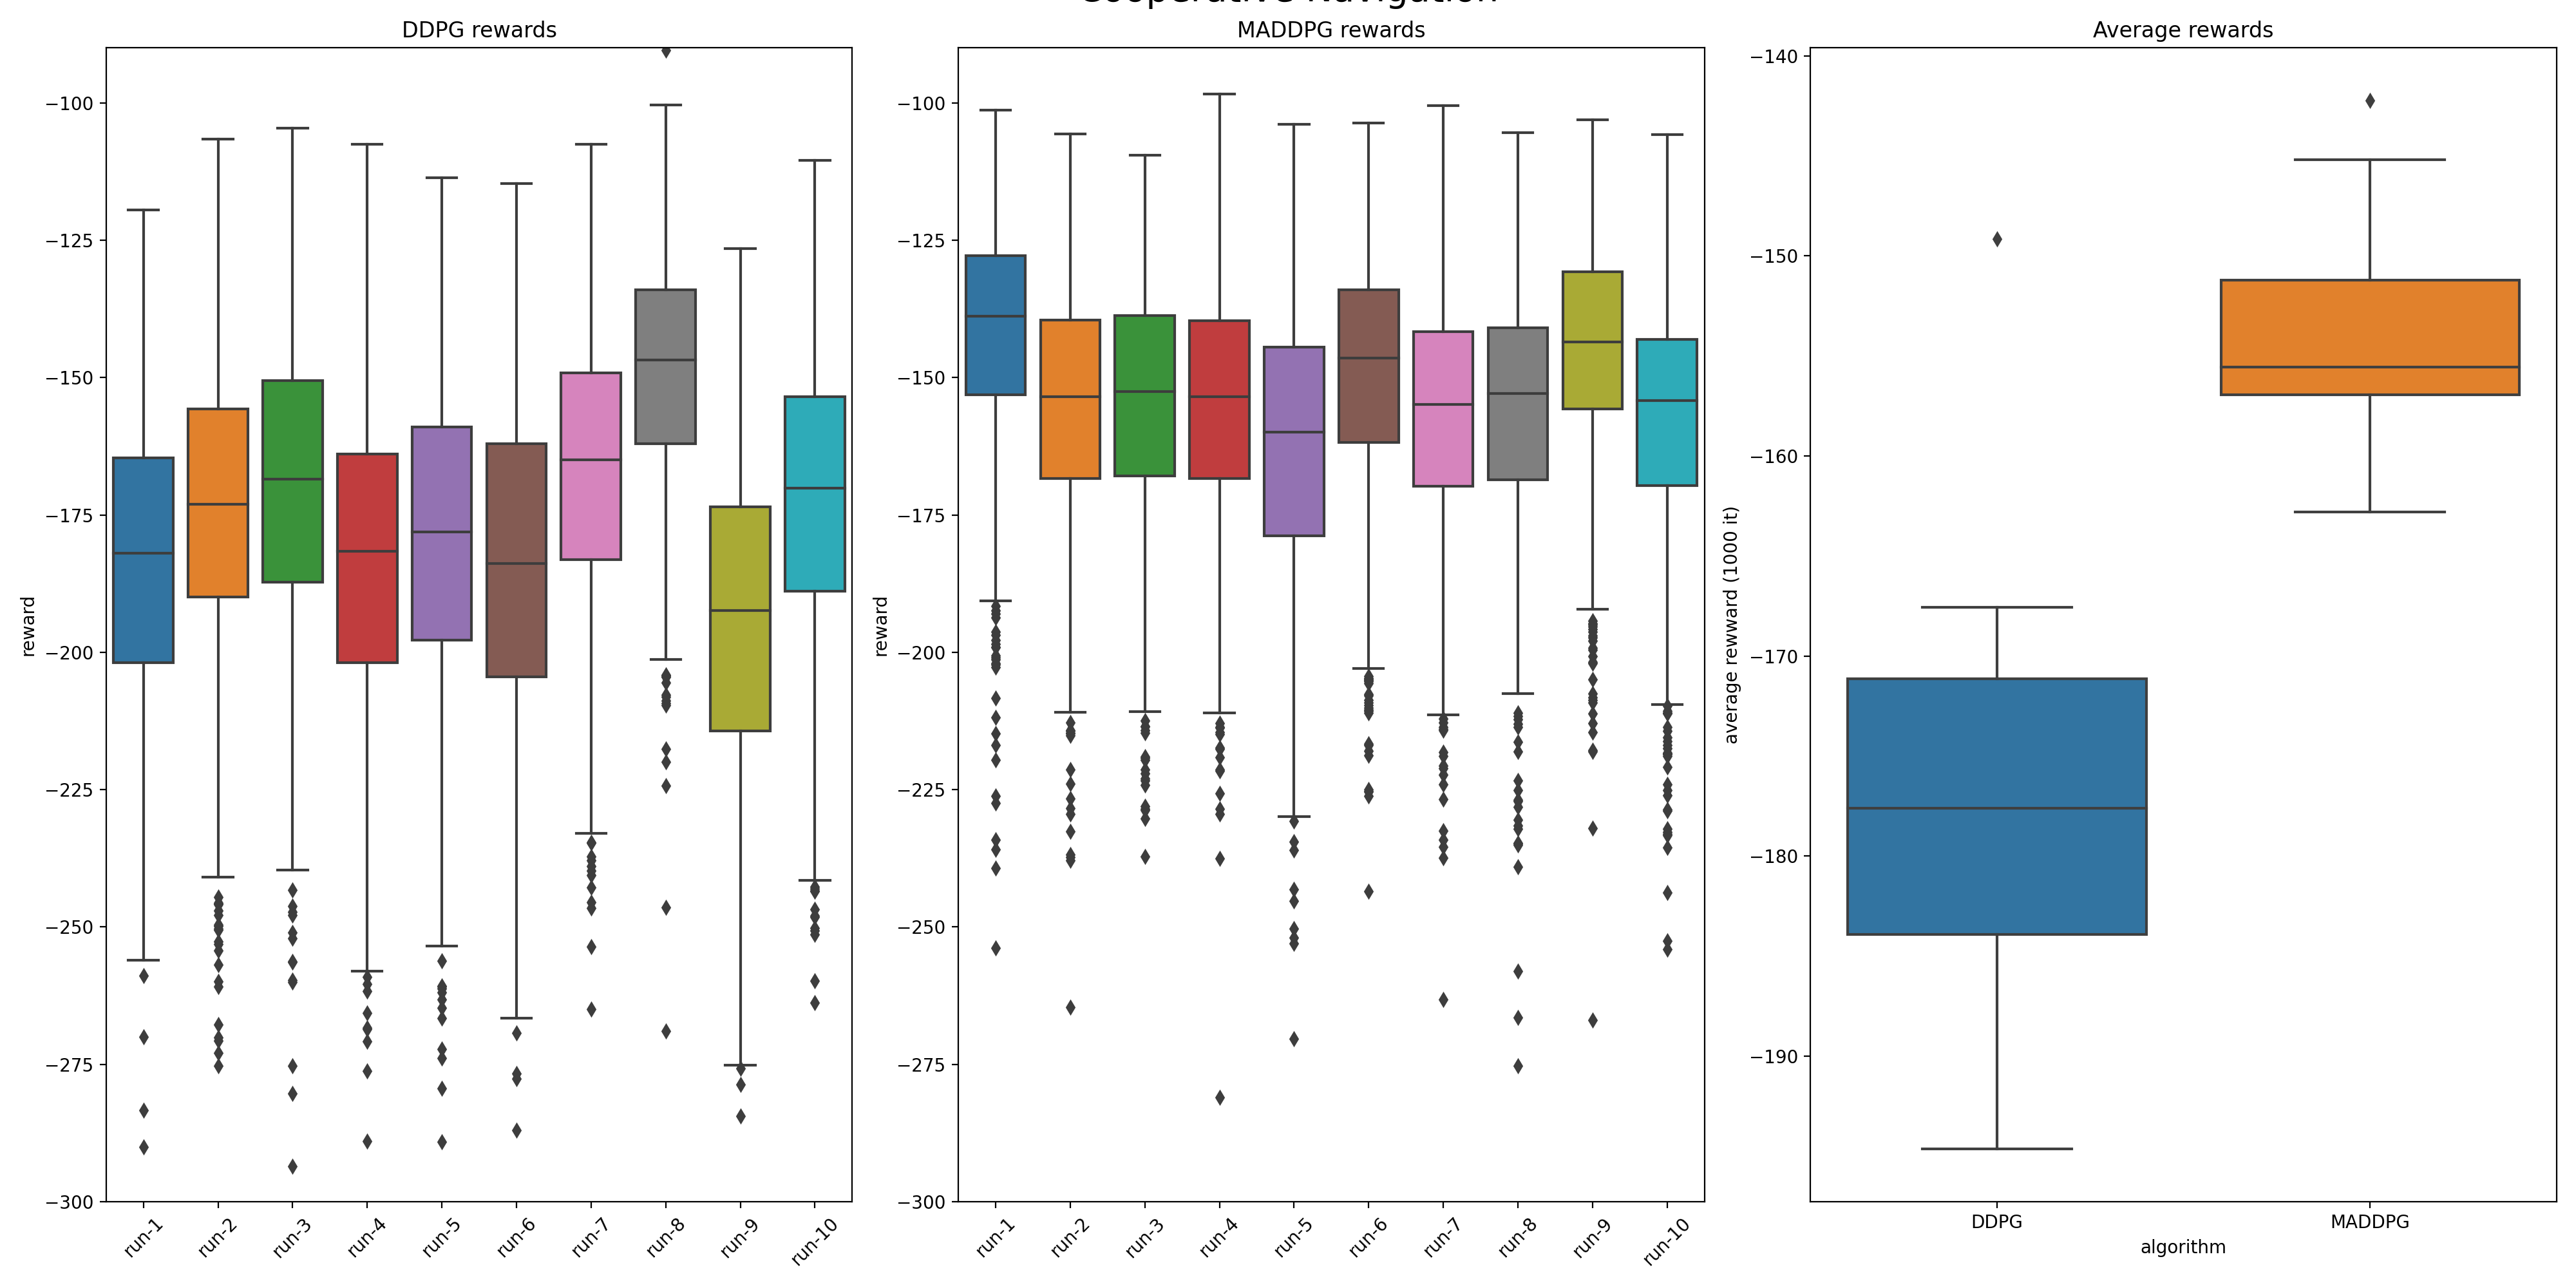 Cooperative Navigation
DDPG rewards
reward
−100
−125
−150
−175
−200
−225
−250
−275
−300
run-1
run-2
run-3
run-4
run-5
run-6
run-7
run-8
run-9
run-10
MADDPG rewards
reward
−100
−125
−150
−175
−200
−225
−250
−275
−300
run-1
run-2
run-3
run-4
run-5
run-6
run-7
run-8
run-9
run-10
Average rewards
average rewward (1000 it)
−140
−150
−160
−170
−180
−190
DDPG
MADDPG
algorithm